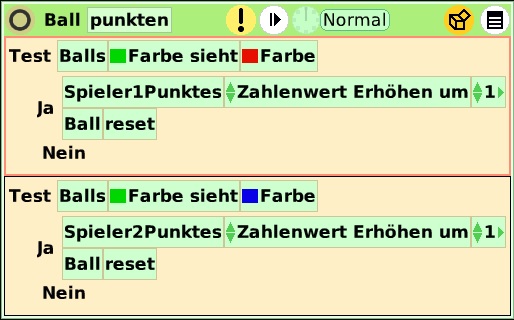 Ball punkten ! Normal
Test Balls Farbe sieht Farbe
Ja Spieler1Punktes Zahlenwert Erhöhen um 1
Ball reset
Nein
Test Balls Farbe sieht Farbe
Ja Spieler2Punktes Zahlenwert Erhöhen um 1
Ball reset
Nein